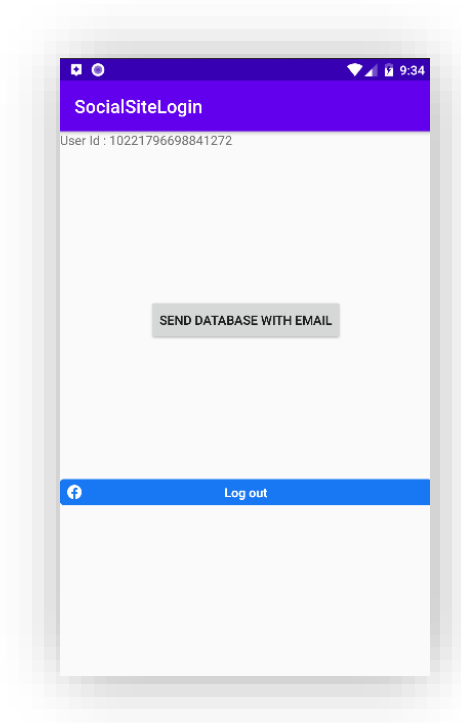 9:34
SocialSiteLogin
User Id : 10221796698841272
SEND DATABASE WITH EMAIL
Log out